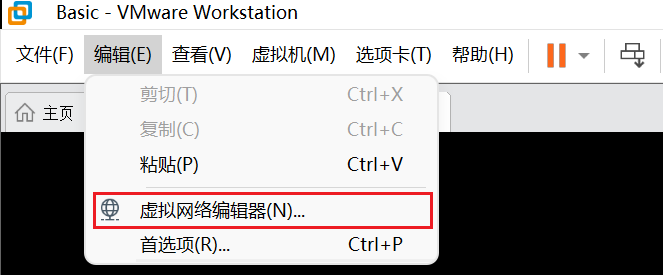 Basic - VMware Workstation
文件(F) 编辑(E) 查看(V) 虚拟机(M) 选项卡(T) 帮助(H)
主页
剪切(T) Ctrl+X
复制(C) Ctrl+C
粘贴(P) Ctrl+V
虚拟网络编辑器(N)...
首选项(R)... Ctrl+P